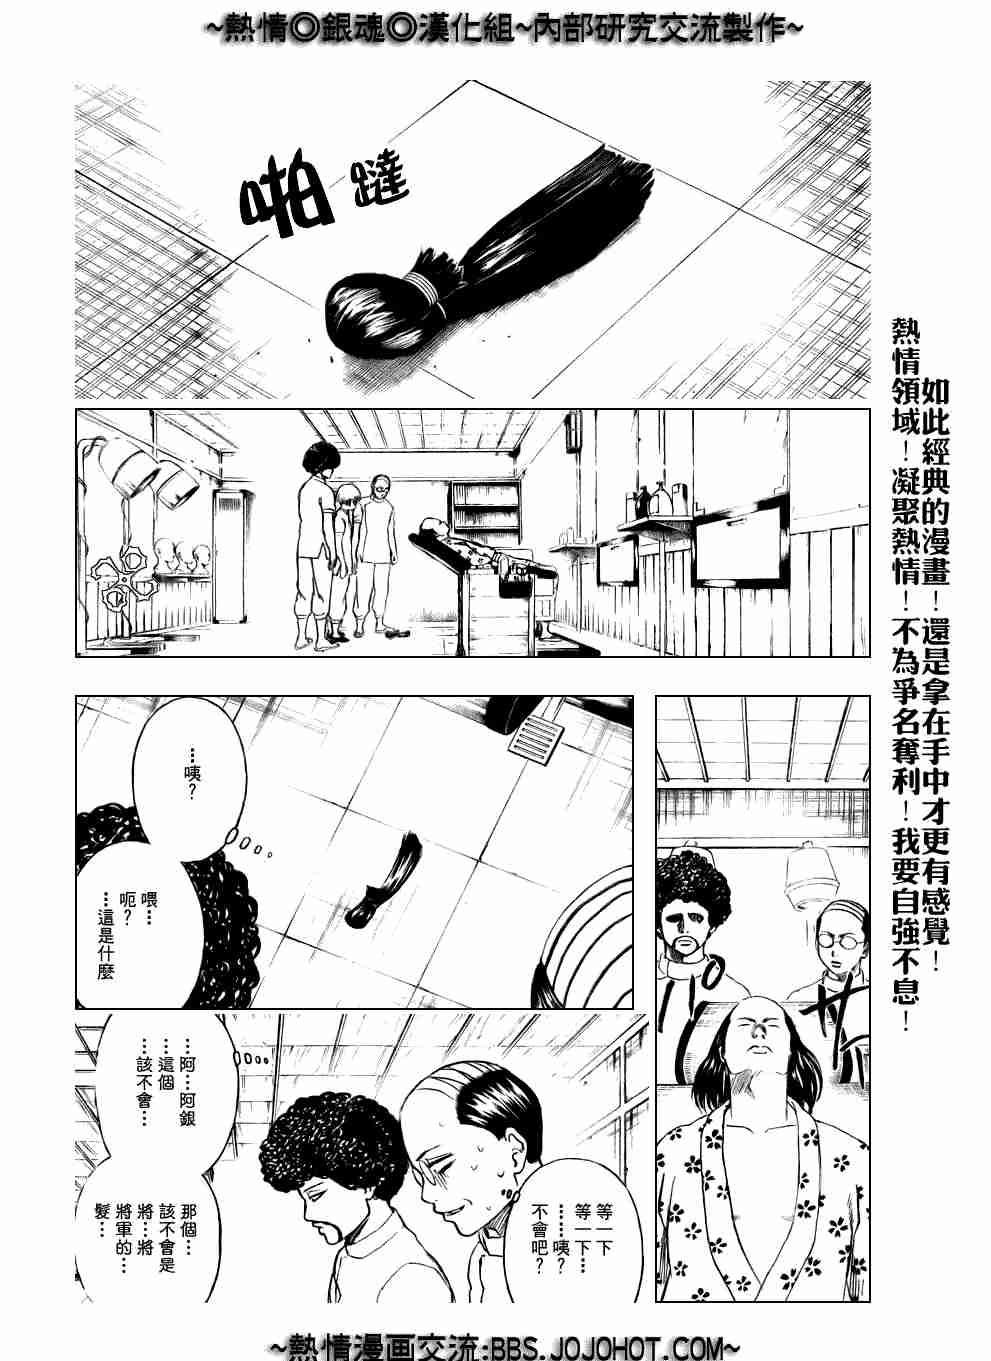 ~熱情◎銀魂◎漢化組~內部研究交流製作~
啪躂
如此經典的漫畫！還是拿在手中才更有感覺！
熱情領域！凝聚熱情！不為爭名奪利！我要自強不息！
…咦?
喂…
呃?
…這是什麼
…阿…阿銀
…這個
…該不會…
那個…
該不會是
將…將
將軍的…
髮…
等一下
等一下…
……咦?
不會吧?
~熱情漫画交流:BBS.JOJOHOT.COM~